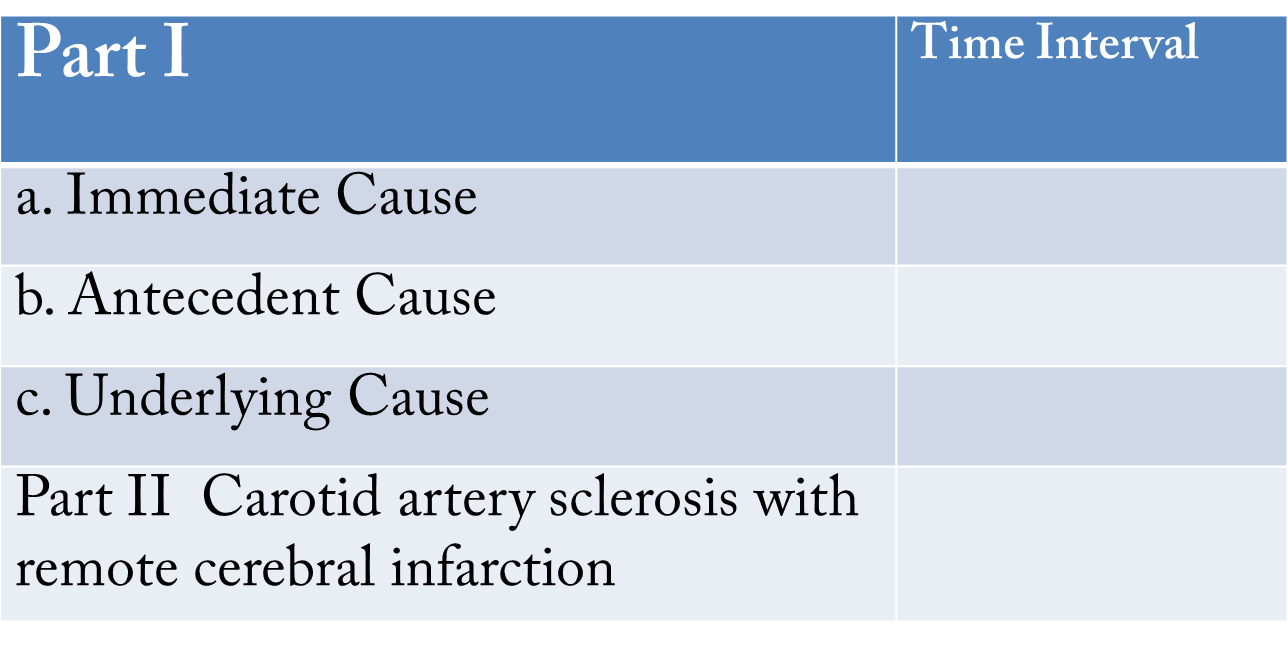 Part I
Time Interval
a. Immediate Cause
b. Antecedent Cause
c. Underlying Cause
Part II  Carotid artery sclerosis with
remote cerebral infarction